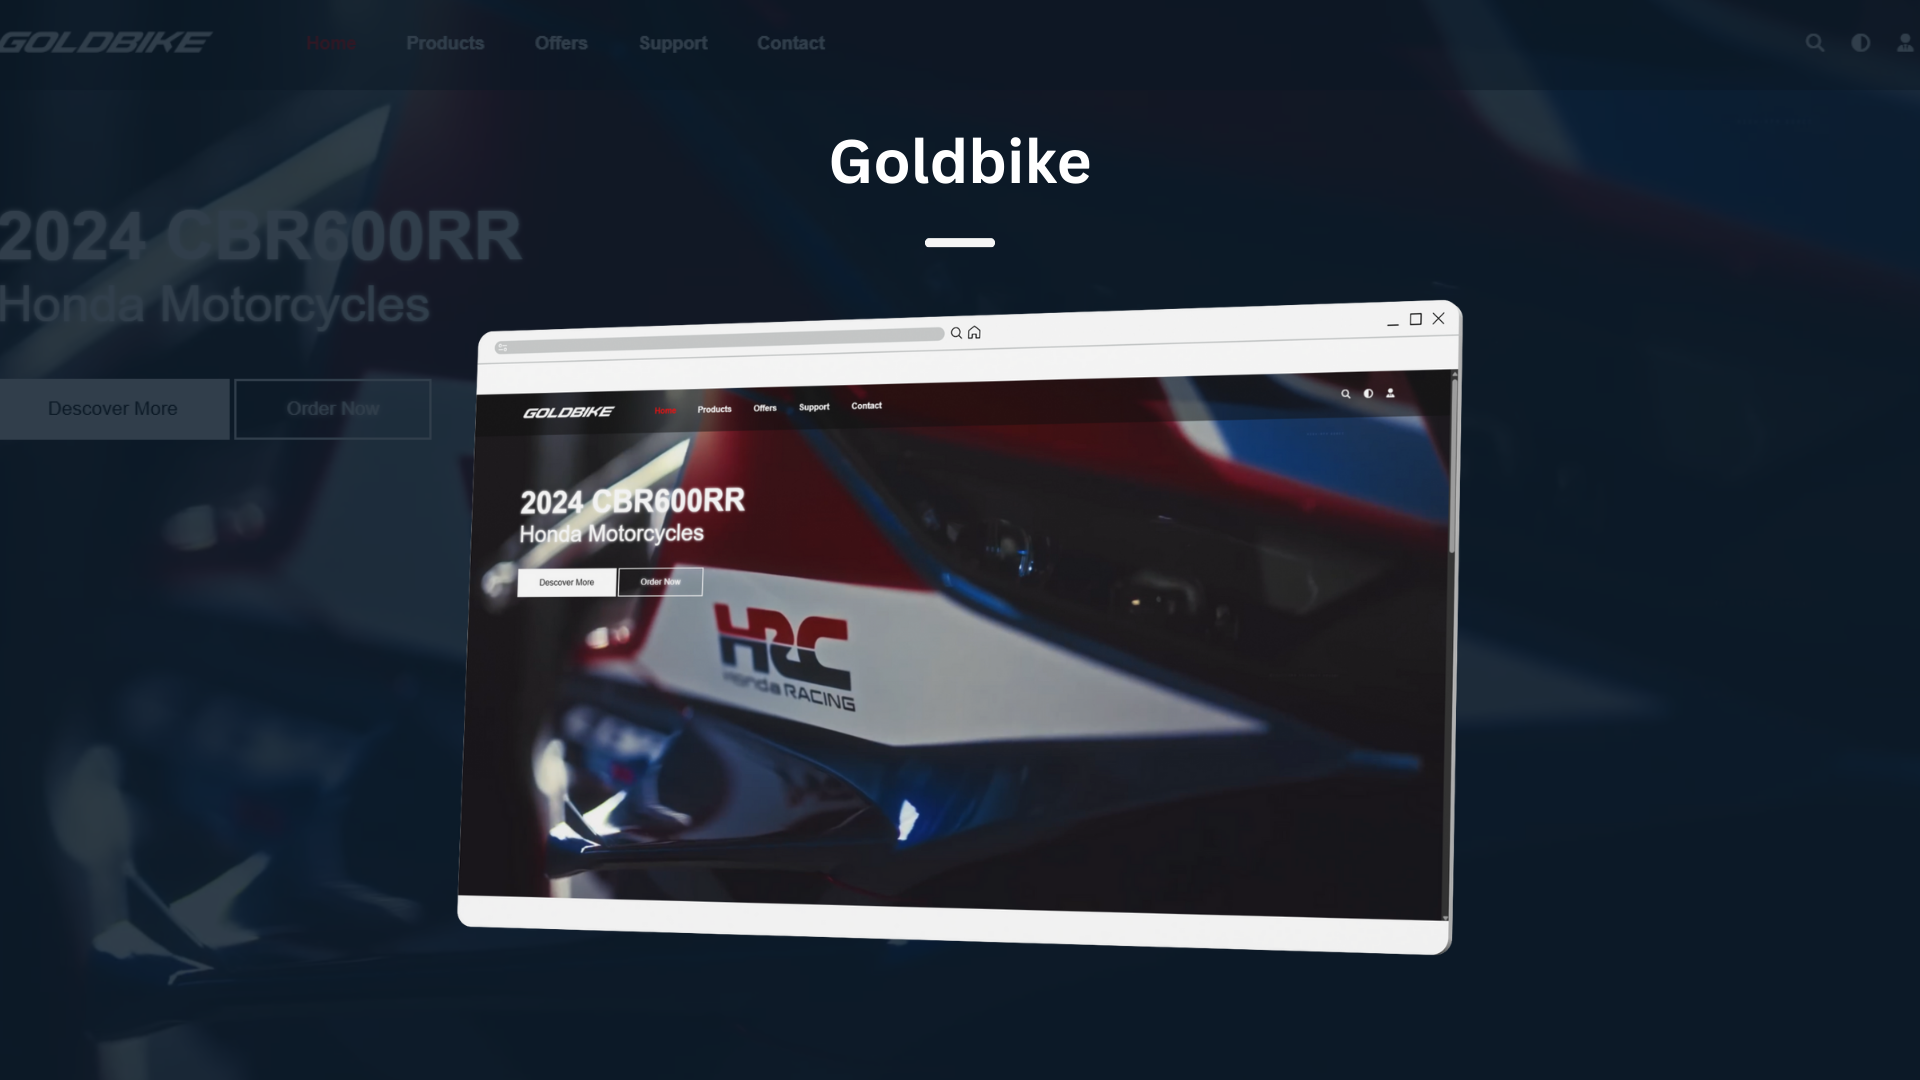 GOLDBIKE Home Products Offers Support Contact
Goldbike
2024 CBR600RR
Honda Motorcycles
Descover More Order Now
GOLDBIKE Home Products Offers Support Contact
2024 CBR600RR
Honda Motorcycles
Descover More Order Now
HRC
Honda RACING